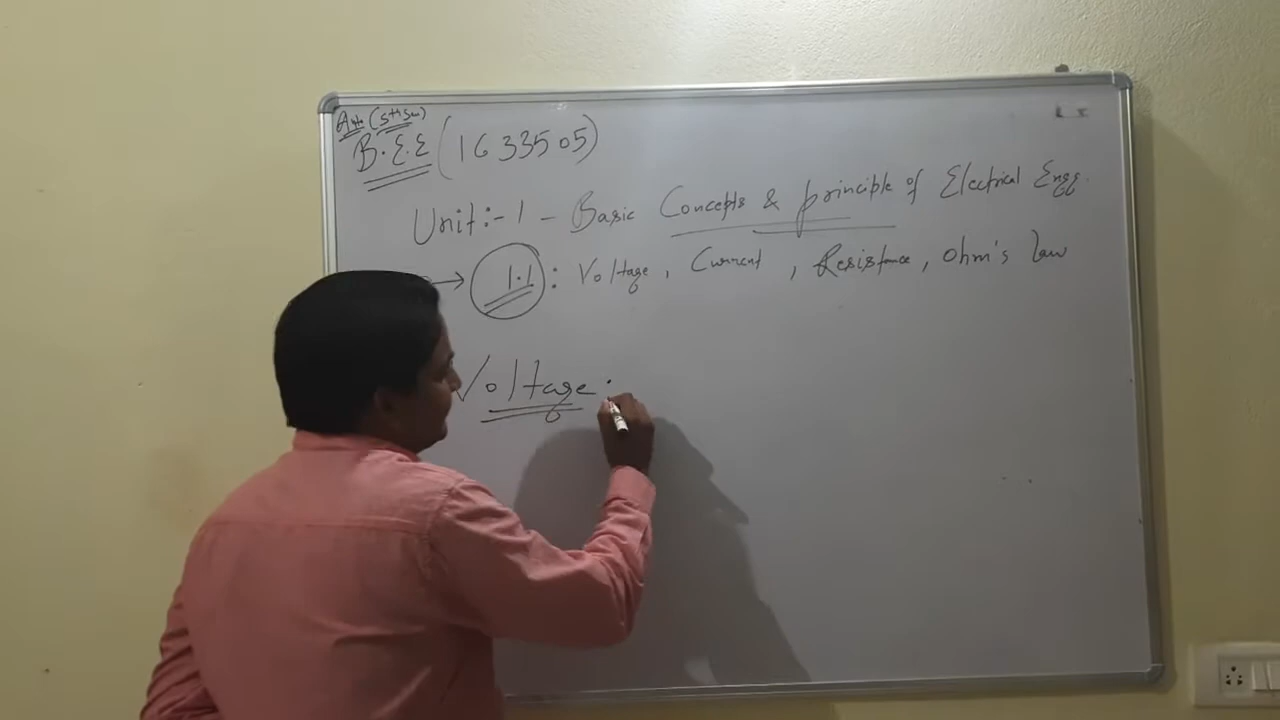 Auto (5th Sem)
B.E.E (1633505)
Unit:-1 - Basic Concepts & principle of Electrical Engg.
→ 1.1 : Voltage, Current, Resistance, Ohm's law
Voltage :